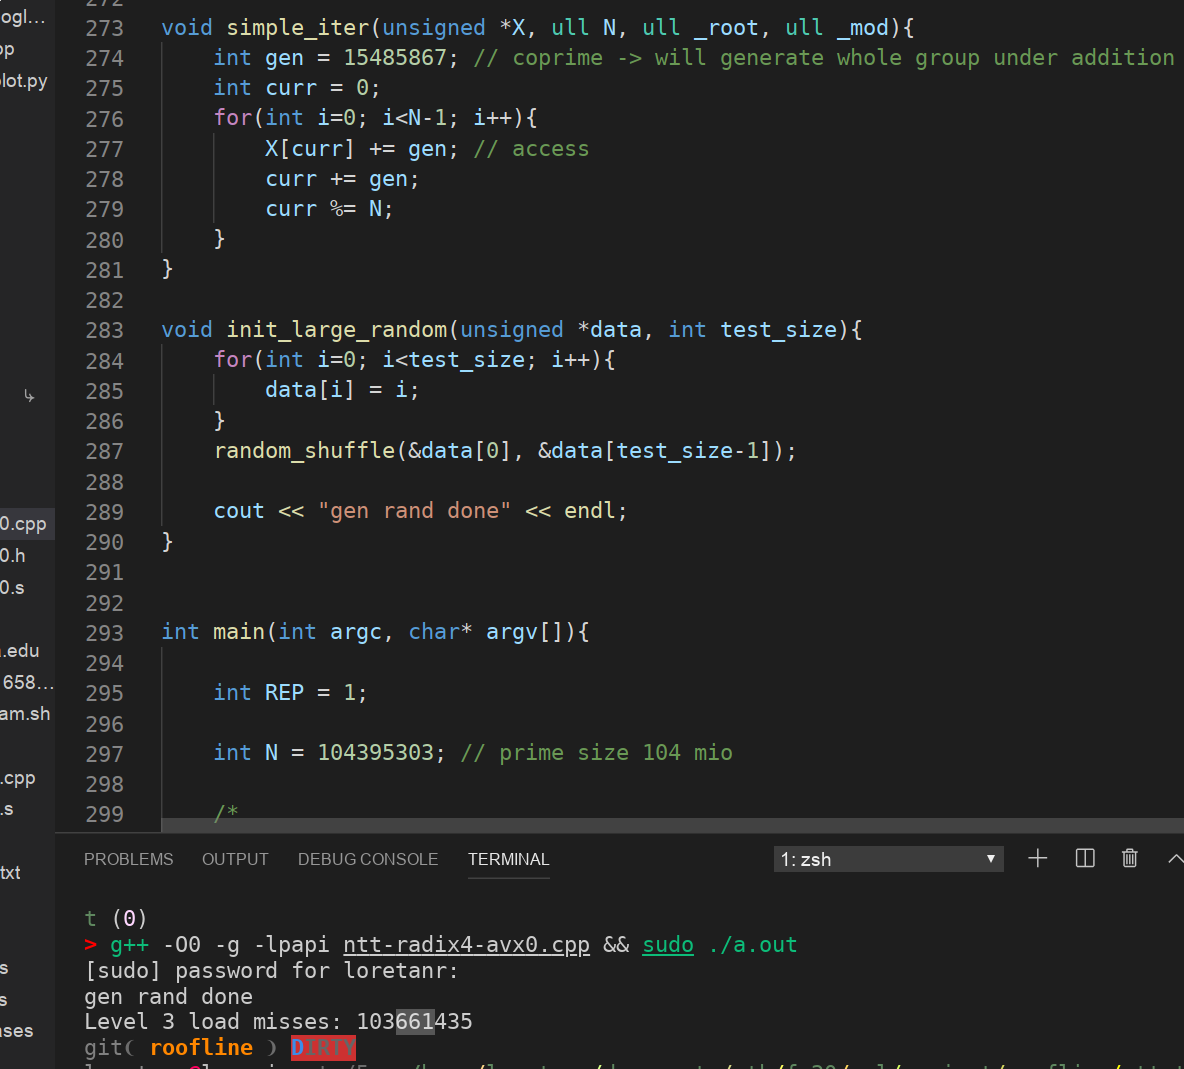 ogl...
op
lot.py
0.cpp
0.h
0.s
.edu
1658...
am.sh
.cpp
.s
txt
s
s
ases
272
273 void simple_iter(unsigned *X, ull N, ull _root, ull _mod){
274 int gen = 15485867; // coprime -> will generate whole group under addition
275 int curr = 0;
276 for(int i=0; i<N-1; i++){
277 X[curr] += gen; // access
278 curr += gen;
279 curr %= N;
280 }
281 }
282
283 void init_large_random(unsigned *data, int test_size){
284 for(int i=0; i<test_size; i++){
285 data[i] = i;
286 }
287 random_shuffle(&data[0], &data[test_size-1]);
288
289 cout << "gen rand done" << endl;
290 }
291
292
293 int main(int argc, char* argv[]){
294
295 int REP = 1;
296
297 int N = 104395303; // prime size 104 mio
298
299 /*
PROBLEMS OUTPUT DEBUG CONSOLE TERMINAL 1: zsh
t (0)
> g++ -O0 -g -lpapi ntt-radix4-avx0.cpp && sudo ./a.out
[sudo] password for loretanr:
gen rand done
Level 3 load misses: 103661435
git( roofline ) DIRTY